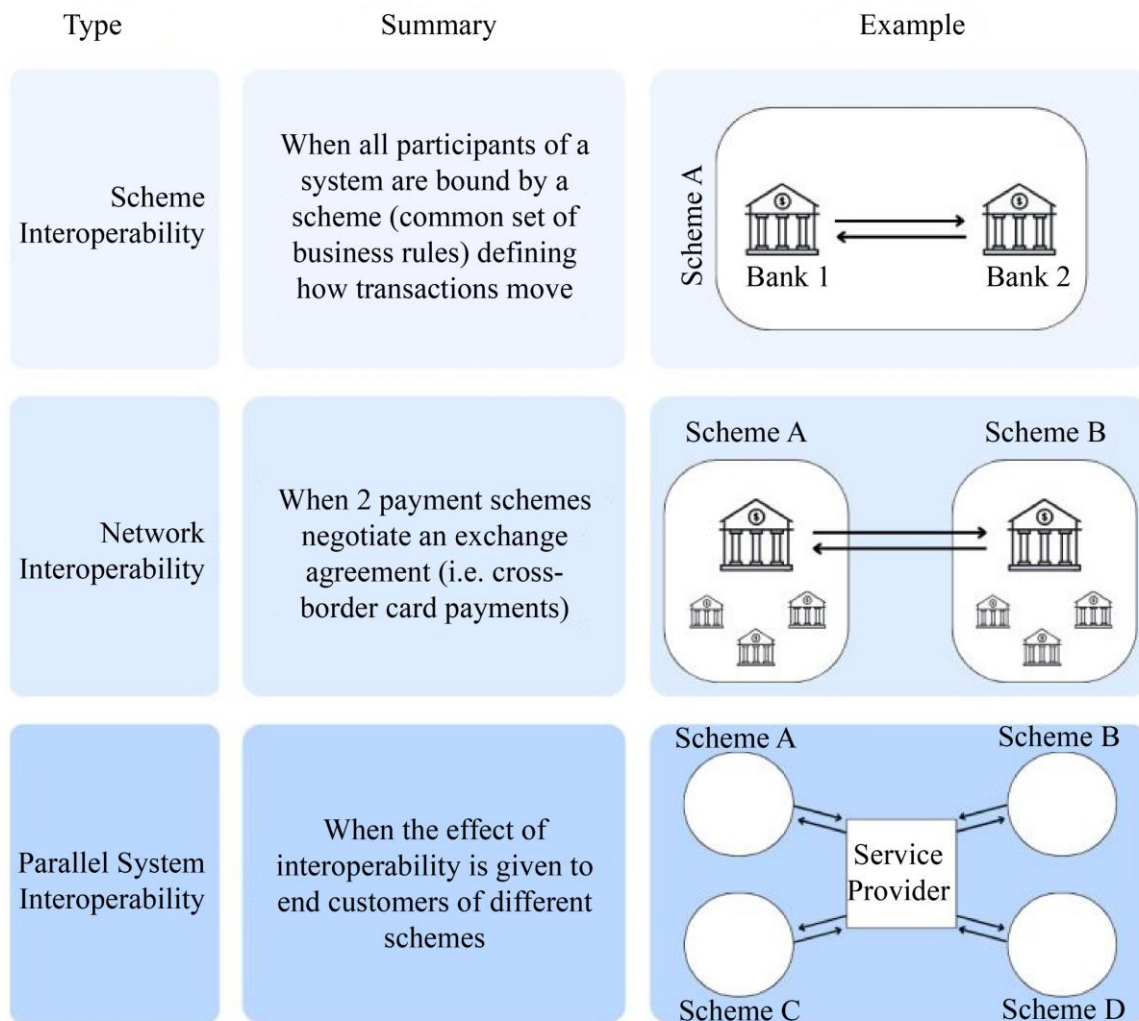 Type
Summary
Example
Scheme
Interoperability
When all participants of a
system are bound by a
scheme (common set of
business rules) defining
how transactions move
Scheme A
Bank 1
Bank 2
Network
Interoperability
When 2 payment schemes
negotiate an exchange
agreement (i.e. cross-
border card payments)
Scheme A
Scheme B
Parallel System
Interoperability
When the effect of
interoperability is given to
end customers of different
schemes
Scheme A
Scheme B
Service
Provider
Scheme C
Scheme D